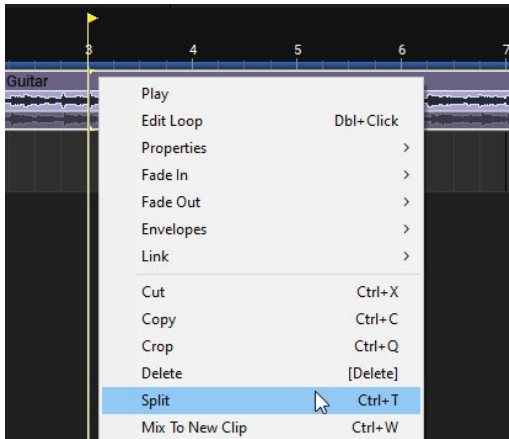 3 4 5 6 7
Guitar
Play
Edit Loop Dbl+Click
Properties >
Fade In >
Fade Out >
Envelopes >
Link >
Cut Ctrl+X
Copy Ctrl+C
Crop Ctrl+Q
Delete [Delete]
Split Ctrl+T
Mix To New Clip Ctrl+W